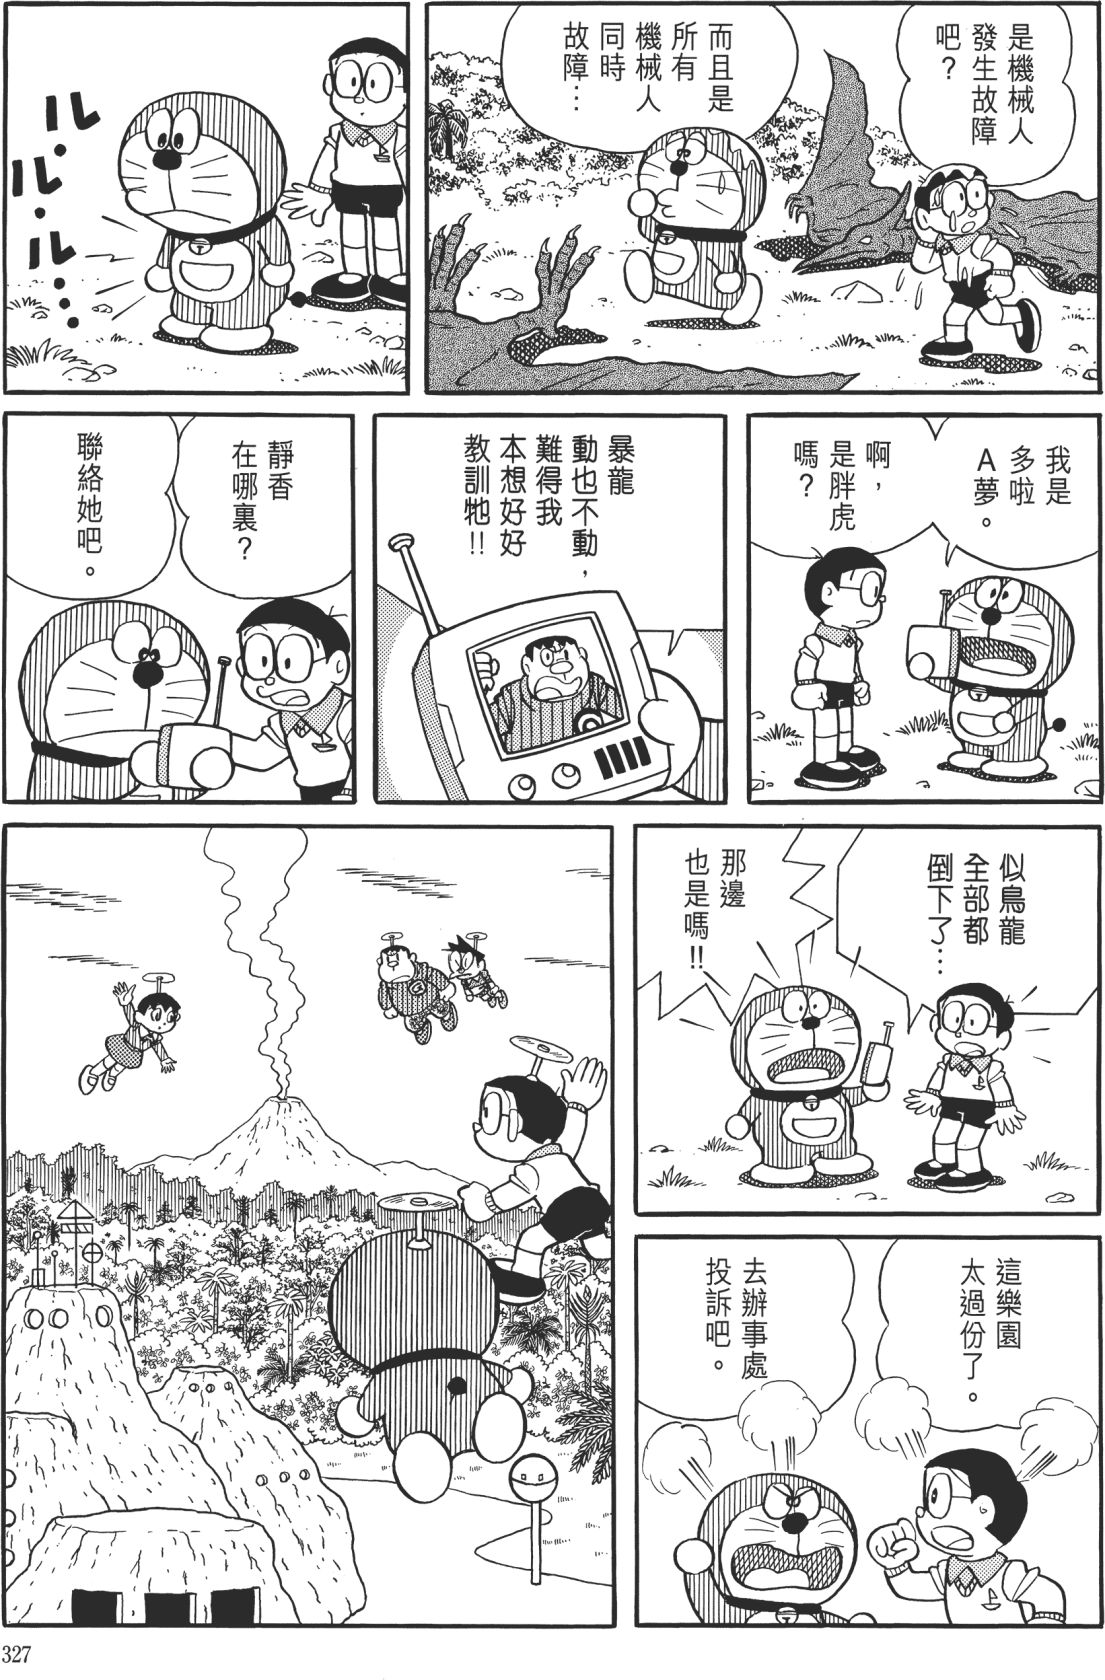 是機械人
發生故障
吧？
而且是
所有
機械人
同時
故障…
ル．
ル．
ル…
我是
多啦
A夢。
啊，
是胖虎
嗎？
暴龍
動也不動，
難得我
本想好好
教訓牠!!
靜香
在哪裏？
聯絡她吧。
似鳥龍
全部都
倒下了…
那邊
也是嗎!!
這樂園
太過份了。
去辦事處
投訴吧。
327